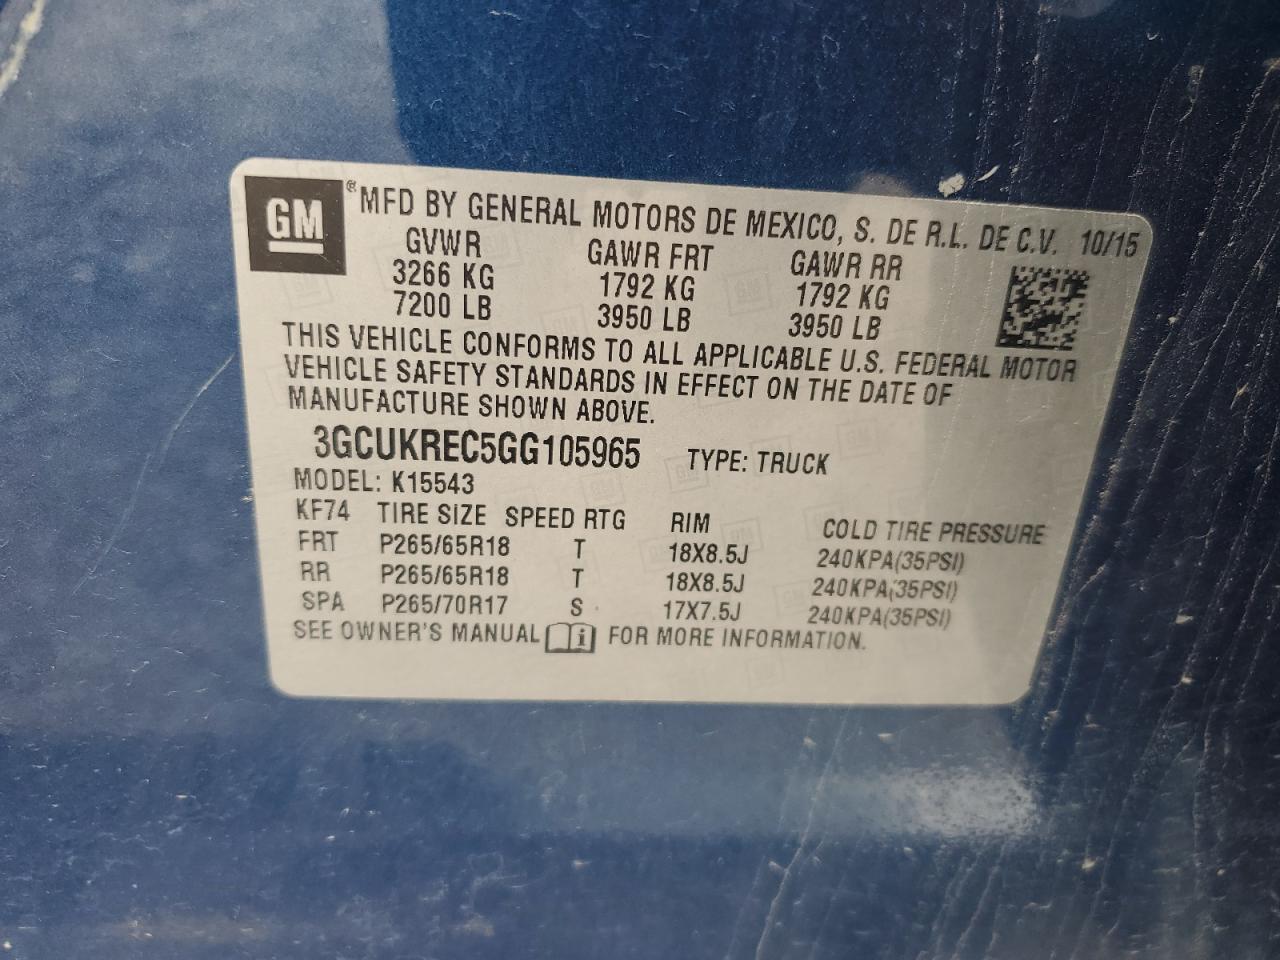 GM ® MFD BY GENERAL MOTORS DE MEXICO, S. DE R.L. DE C.V. 10/15
GVWR GAWR FRT GAWR RR
3266 KG 1792 KG 1792 KG
7200 LB 3950 LB 3950 LB
THIS VEHICLE CONFORMS TO ALL APPLICABLE U.S. FEDERAL MOTOR
VEHICLE SAFETY STANDARDS IN EFFECT ON THE DATE OF
MANUFACTURE SHOWN ABOVE.
3GCUKREC5GG105965 TYPE: TRUCK
MODEL: K15543
KF74 TIRE SIZE SPEED RTG RIM COLD TIRE PRESSURE
FRT P265/65R18 T 18X8.5J 240KPA(35PSI)
RR P265/65R18 T 18X8.5J 240KPA(35PSI)
SPA P265/70R17 S 17X7.5J 240KPA(35PSI)
SEE OWNER'S MANUAL i FOR MORE INFORMATION.